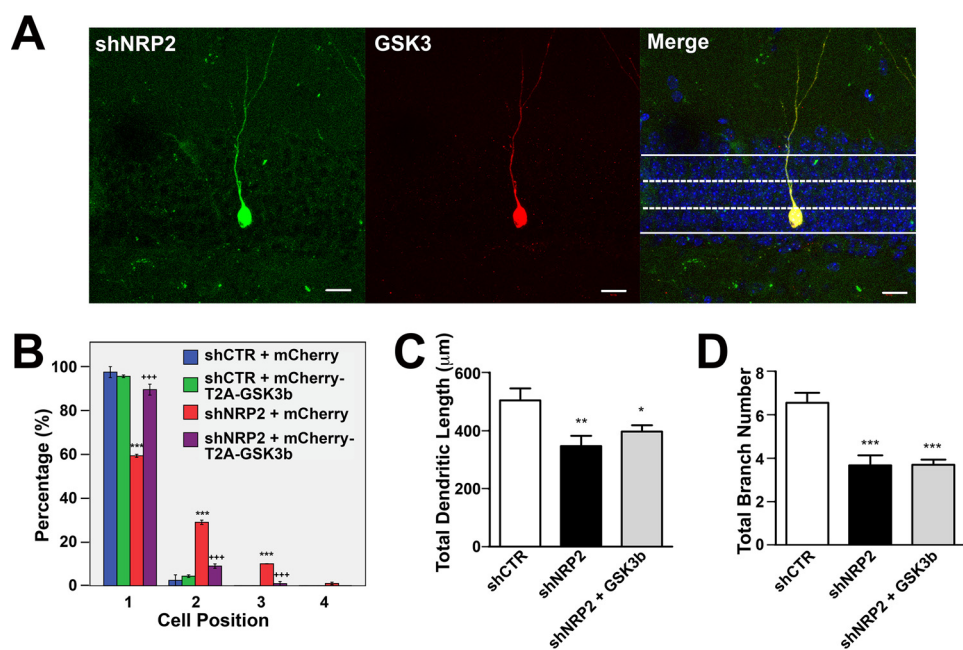 A
shNRP2
GSK3
Merge
B
Percentage (%)
100
80
60
40
20
0
shCTR + mCherry
shCTR + mCherry-
T2A-GSK3b
shNRP2 + mCherry
shNRP2 + mCherry-
T2A-GSK3b
***
+++
***
+++
***
+++
1 2 3 4
Cell Position
C
Total Dendritic Length (µm)
600
400
200
0
**
*
shCTR
shNRP2
shNRP2 + GSK3b
D
Total Branch Number
8
6
4
2
0
***
***
shCTR
shNRP2
shNRP2 + GSK3b